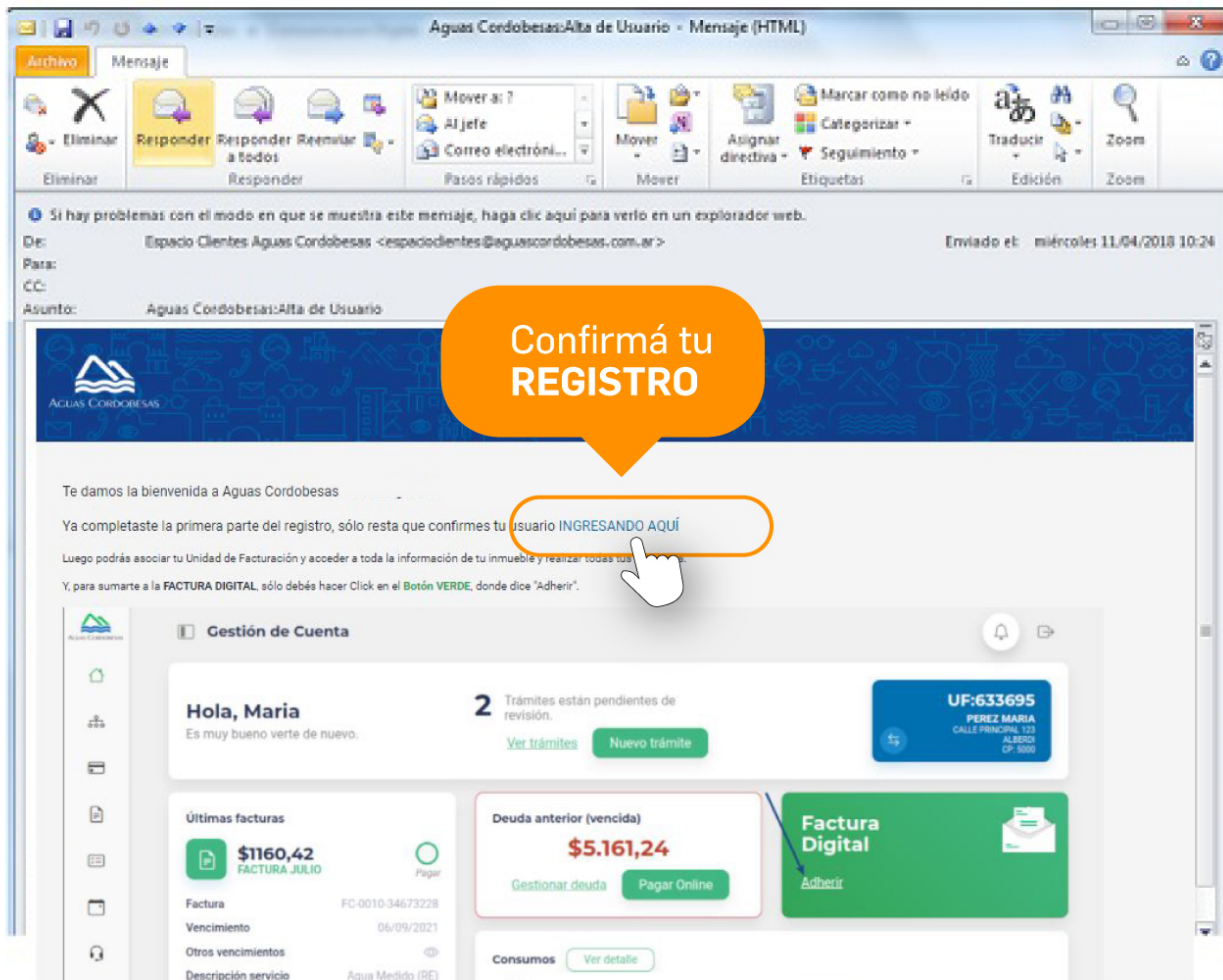 Aguas Cordobesas:Alta de Usuario - Mensaje (HTML)
Archivo
Mensaje
Eliminar
Responder
Responder a todos
Reenviar
Mover a: ?
Al jefe
Correo electróni...
Mover
Asignar directiva
Marcar como no leído
Categorizar
Seguimiento
Traducir
Zoom
Eliminar
Responder
Pasos rápidos
Mover
Etiquetas
Edición
Zoom
Si hay problemas con el modo en que se muestra este mensaje, haga clic aquí para verlo en un explorador web.
De: Espacio Clientes Aguas Cordobesas <espacioclientes@aguascordobesas.com.ar>
Enviado el: miércoles 11/04/2018 10:24
Para:
CC:
Asunto: Aguas Cordobesas:Alta de Usuario
Confirmá tu
REGISTRO
AGUAS CORDOBESAS
Te damos la bienvenida a Aguas Cordobesas
Ya completaste la primera parte del registro, sólo resta que confirmes tu usuario INGRESANDO AQUÍ
Luego podrás asociar tu Unidad de Facturación y acceder a toda la información de tu inmueble y realizar todas tus
Y, para sumarte a la FACTURA DIGITAL, sólo debés hacer Click en el Botón VERDE, donde dice "Adherir".
AGUAS CORDOBESAS
Gestión de Cuenta
Hola, Maria
Es muy bueno verte de nuevo.
2 Trámites están pendientes de
revisión.
Ver trámites
Nuevo trámite
UF:633695
PEREZ MARIA
CALLE PRINCIPAL 123
ALBERDI
CP: 5000
Últimas facturas
$1160,42
FACTURA JULIO
Pagar
Factura FC-0010-34673228
Vencimiento 06/09/2021
Otros vencimientos
Descripción servicio Agua Medido (RE)
Deuda anterior (vencida)
$5.161,24
Gestionar deuda
Pagar Online
Factura
Digital
Adherir
Consumos
Ver detalle